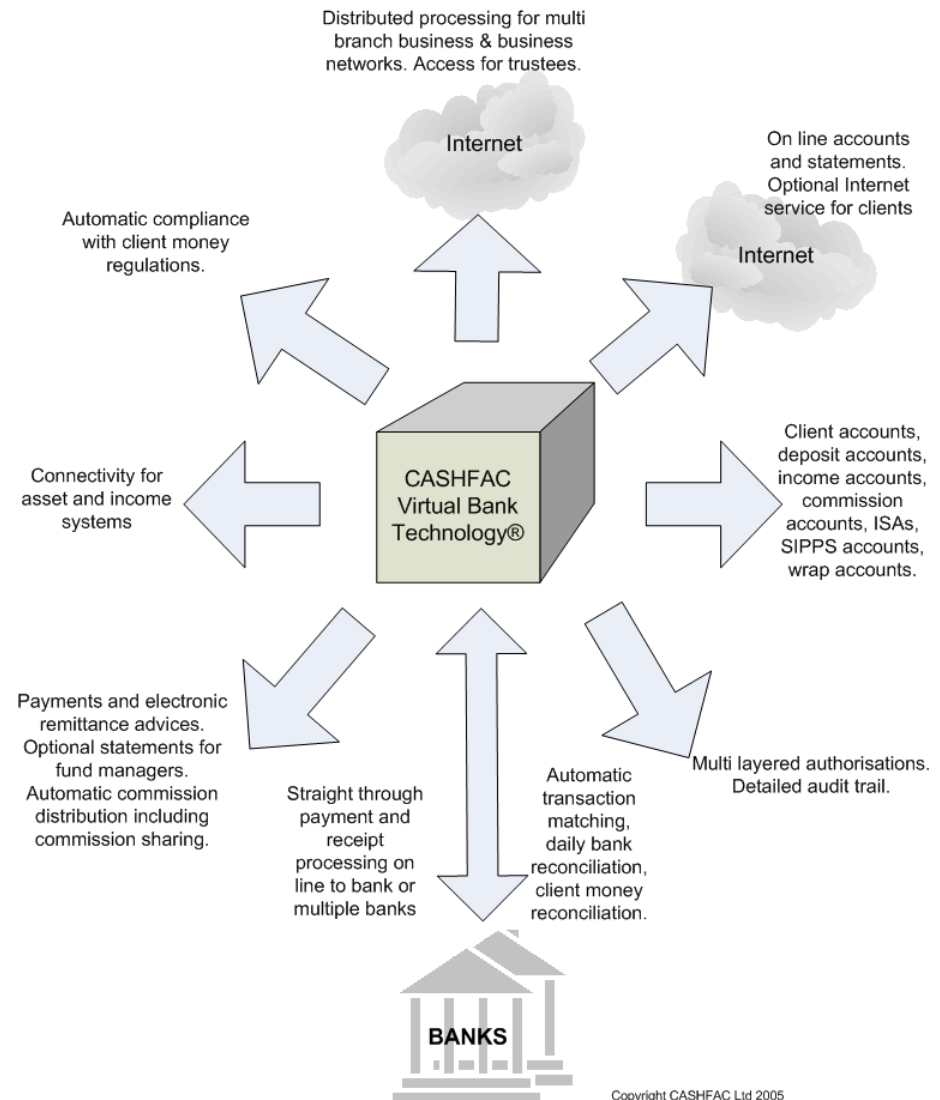 Distributed processing for multi
branch business & business
networks. Access for trustees.
Internet
On line accounts
and statements.
Optional Internet
service for clients
Internet
Automatic compliance
with client money
regulations.
CASHFAC
Virtual Bank
Technology®
Connectivity for
asset and income
systems
Client accounts,
deposit accounts,
income accounts,
commission
accounts, ISAs,
SIPPS accounts,
wrap accounts.
Payments and electronic
remittance advices.
Optional statements for
fund managers.
Automatic commission
distribution including
commission sharing.
Straight through
payment and
receipt
processing on
line to bank or
multiple banks
Automatic
transaction
matching,
daily bank
reconciliation,
client money
reconciliation.
Multi layered authorisations.
Detailed audit trail.
BANKS
Copyright CASHFAC Ltd 2005